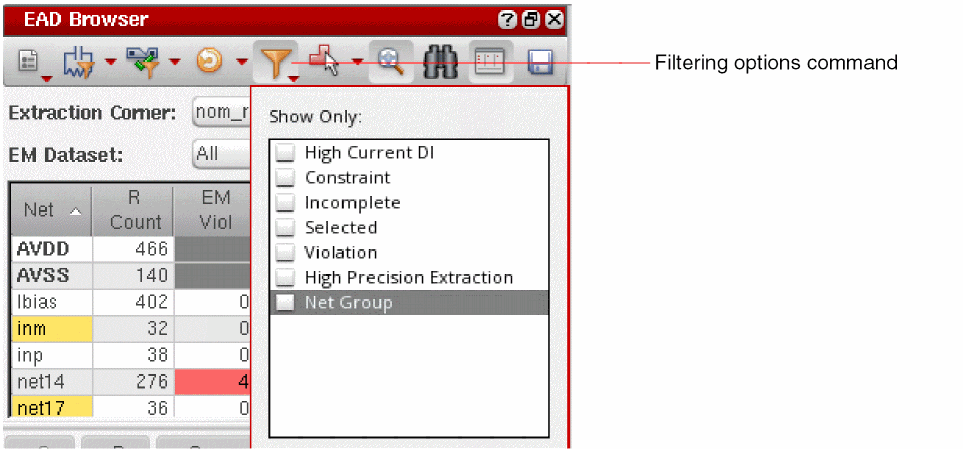 EAD Browser
Filtering options command
Extraction Corner: nom_r
EM Dataset: All
Show Only:
High Current DI
Constraint
Incomplete
Selected
Violation
High Precision Extraction
Net Group
Net R Count EM Viol
AVDD 466
AVSS 140
Ibias 402 0
inm 32 0
inp 38 0
net14 276 4
net17 36 0